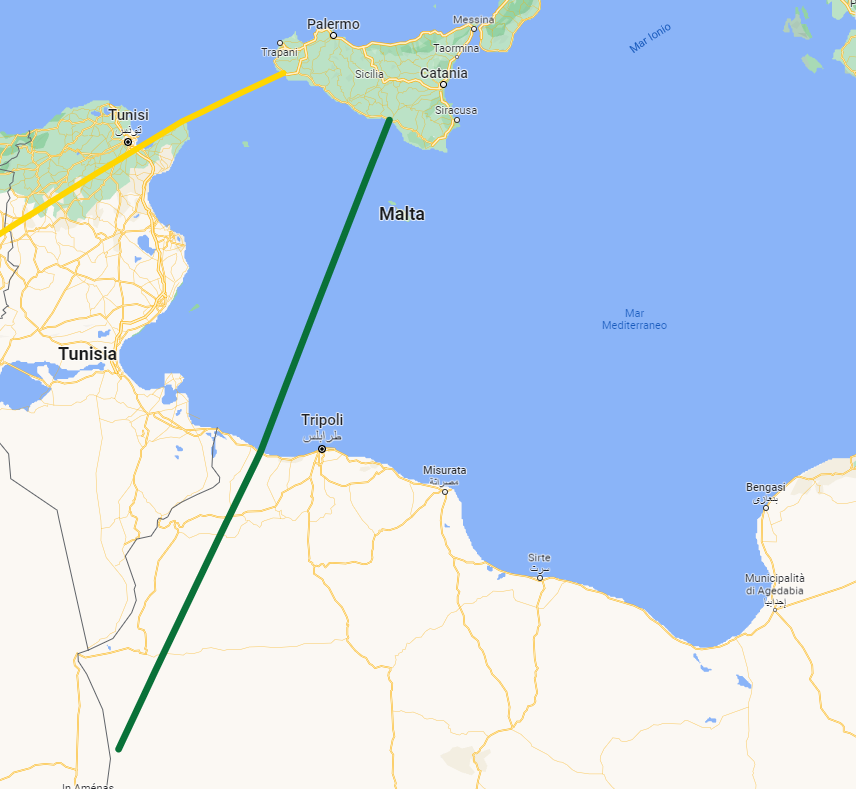 Messina
Palermo
Mar Ionio
Trapani
Taormina
Sicilia
Catania
Siracusa
Tunisi
تونس
Malta
Mar
Mediterraneo
Tunisia
Tripoli
طرابلس
Misurata
مصراتة
Bengasi
بنغازي
Sirte
سرت
Municipalità
di Agedabia
إجدابيا
In Aménas